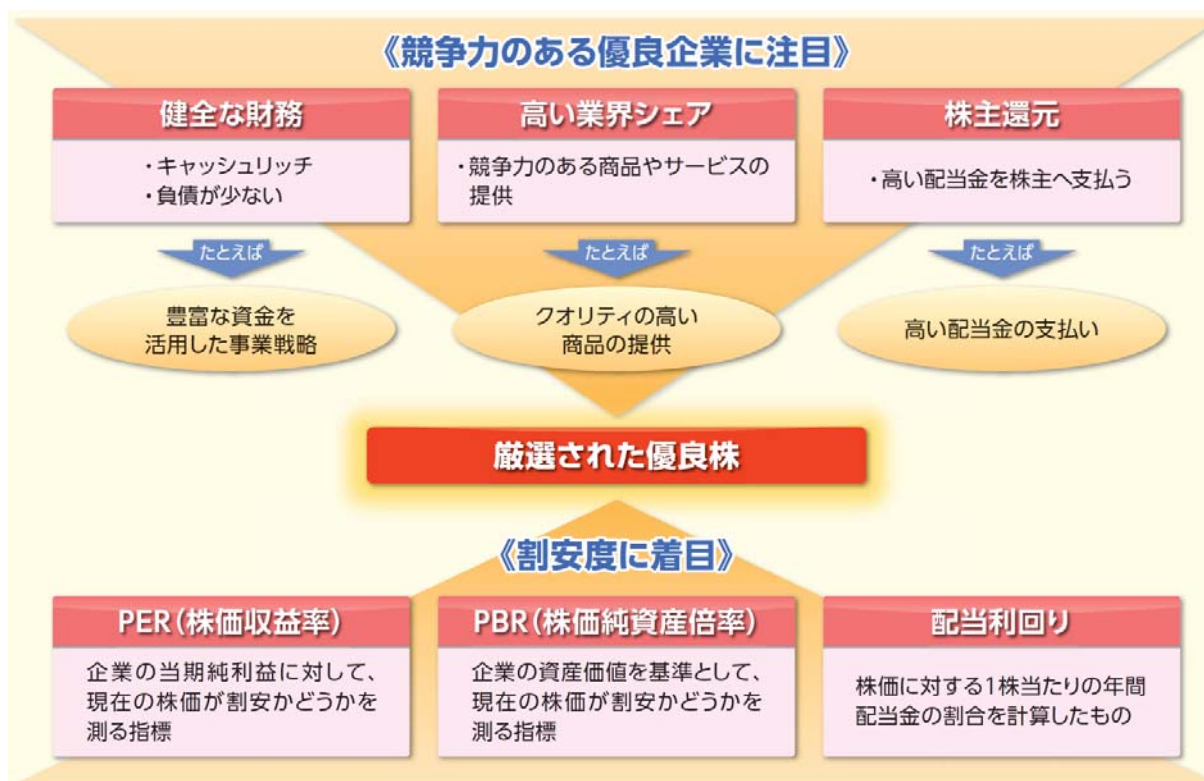 《競争力のある優良企業に注目》
健全な財務
・キャッシュリッチ
・負債が少ない
たとえば
豊富な資金を
活用した事業戦略
高い業界シェア
・競争力のある商品やサービスの
提供
たとえば
クオリティの高い
商品の提供
株主還元
・高い配当金を株主へ支払う
たとえば
高い配当金の支払い
厳選された優良株
《割安度に着目》
PER(株価収益率)
企業の当期純利益に対して、
現在の株価が割安かどうかを
測る指標
PBR(株価純資産倍率)
企業の資産価値を基準として、
現在の株価が割安かどうかを
測る指標
配当利回り
株価に対する1株当たりの年間
配当金の割合を計算したもの